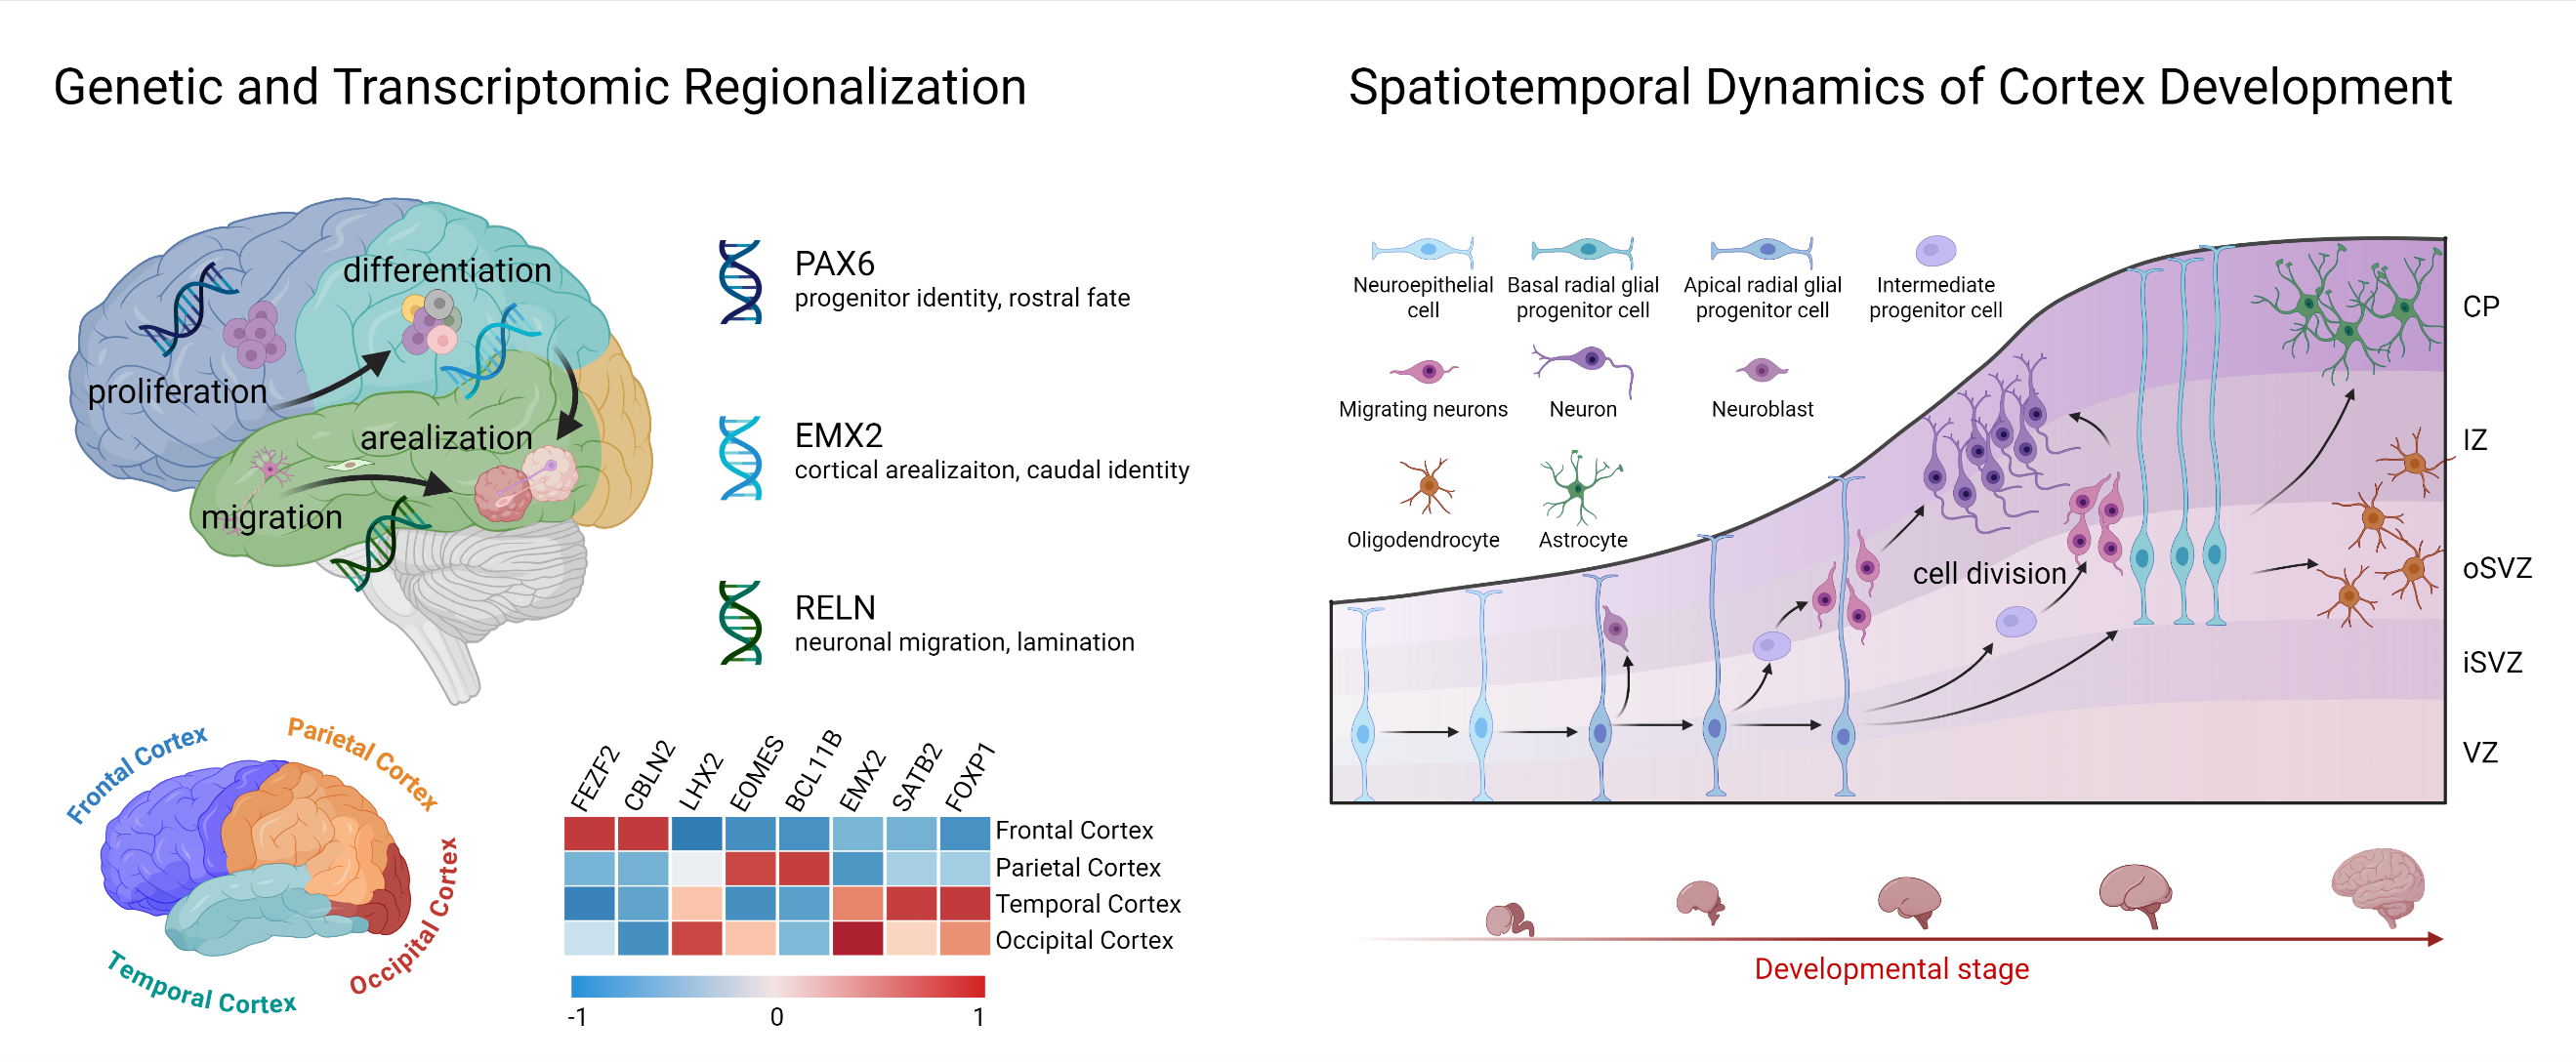 Genetic and Transcriptomic Regionalization
differentiation
proliferation
arealization
migration
PAX6
progenitor identity, rostral fate
EMX2
cortical arealizaiton, caudal identity
RELN
neuronal migration, lamination
Frontal Cortex
Parietal Cortex
Temporal Cortex
Occipital Cortex
FEZF2
CBLN2
LHX2
EOMES
BCL11B
EMX2
SATB2
FOXP1
Frontal Cortex
Parietal Cortex
Temporal Cortex
Occipital Cortex
-1
0
1
Spatiotemporal Dynamics of Cortex Development
Neuroepithelial
cell
Basal radial glial
progenitor cell
Apical radial glial
progenitor cell
Intermediate
progenitor cell
Migrating neurons
Neuron
Neuroblast
Oligodendrocyte
Astrocyte
cell division
CP
IZ
oSVZ
iSVZ
VZ
Developmental stage